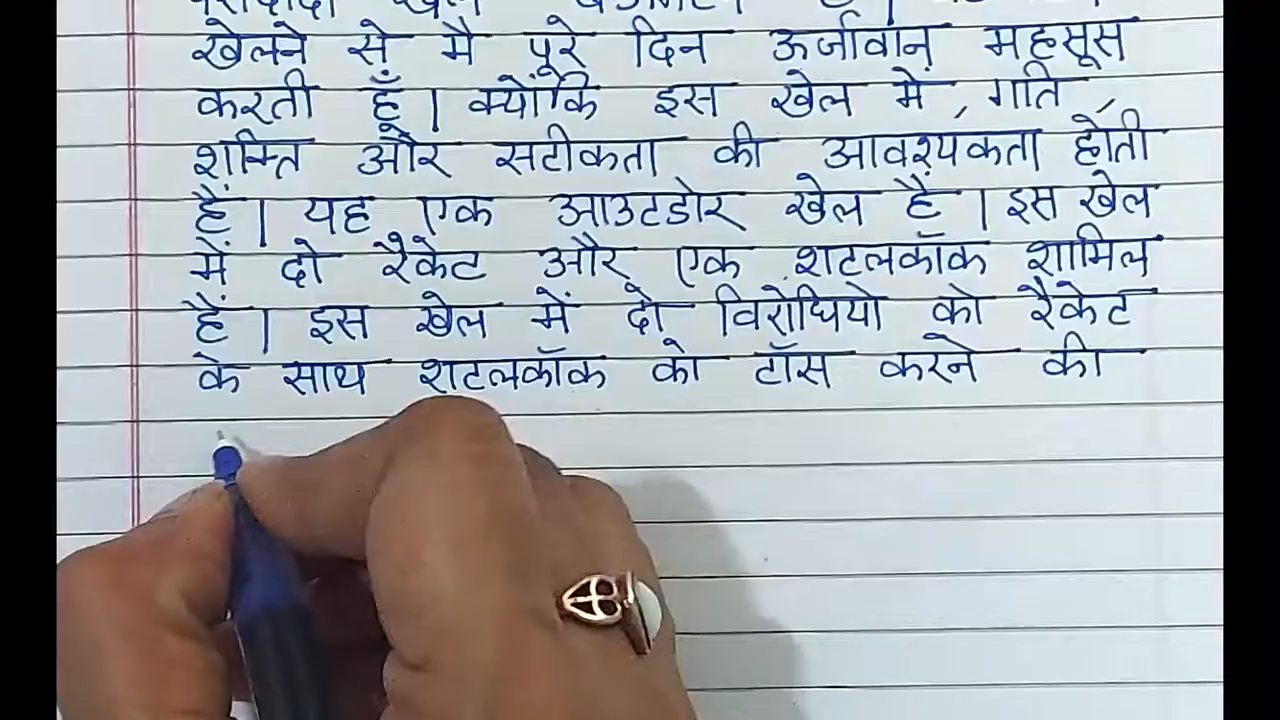 खेल
खेलने से मै पूरे दिन ऊर्जावान महसूस
करती हूँ। क्योंकि इस खेल में, गति,
शक्ति और सटीकता की आवश्यकता होती
हैं। यह एक आउटडोर खेल हैं। इस खेल
में दो रैकेट और एक शटलकॉक शामिल
हैं। इस खेल में दो विरोधियो को रैकेट
के साथ शटलकॉक को टॉस करने की